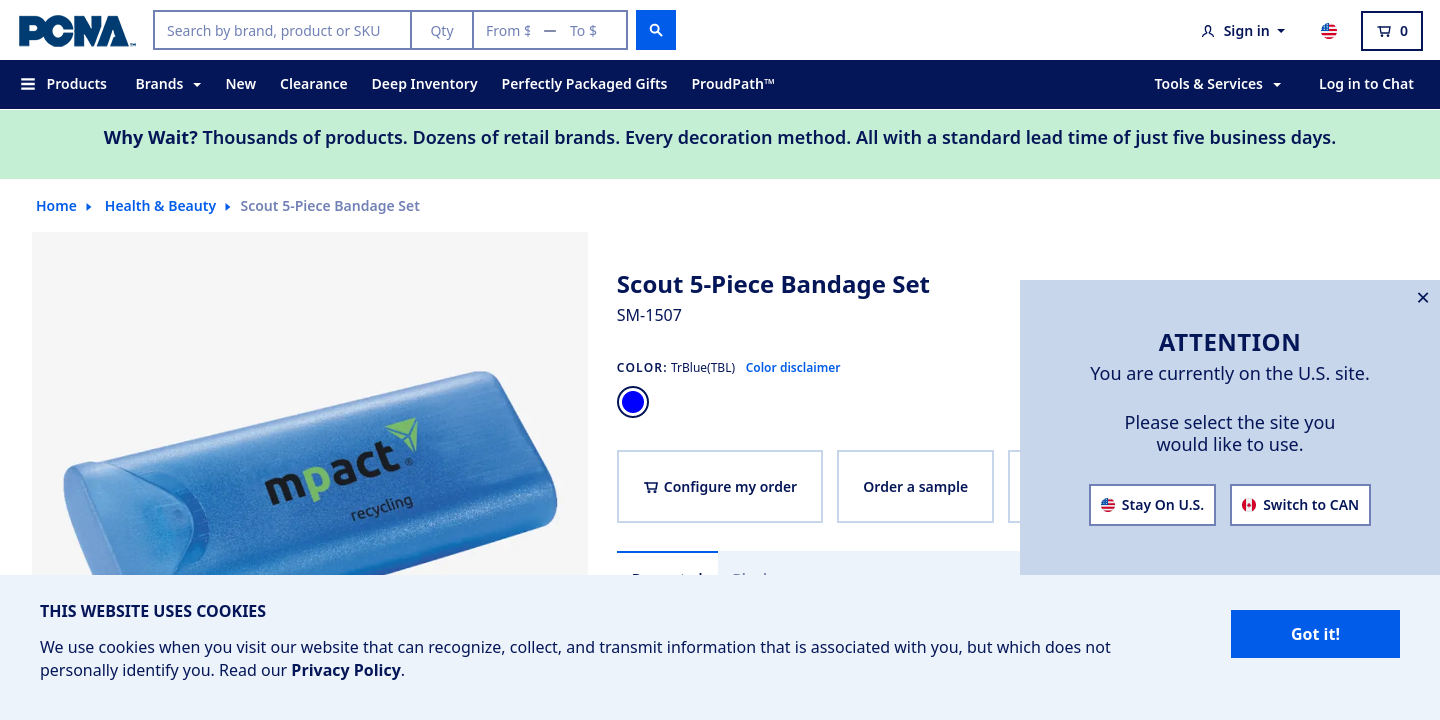 PCNA
Search by brand, product or SKU
Qty
From $ — To $
Sign in
0
Products
Brands
New
Clearance
Deep Inventory
Perfectly Packaged Gifts
ProudPath™
Tools & Services
Log in to Chat
Why Wait? Thousands of products. Dozens of retail brands. Every decoration method. All with a standard lead time of just five business days.
Home
Health & Beauty
Scout 5-Piece Bandage Set
mpact®
recycling
Scout 5-Piece Bandage Set
SM-1507
COLOR: TrBlue(TBL) Color disclaimer
Configure my order
Order a sample
ATTENTION
You are currently on the U.S. site.
Please select the site you
would like to use.
Stay On U.S.
Switch to CAN
THIS WEBSITE USES COOKIES
We use cookies when you visit our website that can recognize, collect, and transmit information that is associated with you, but which does not
personally identify you. Read our Privacy Policy.
Got it!